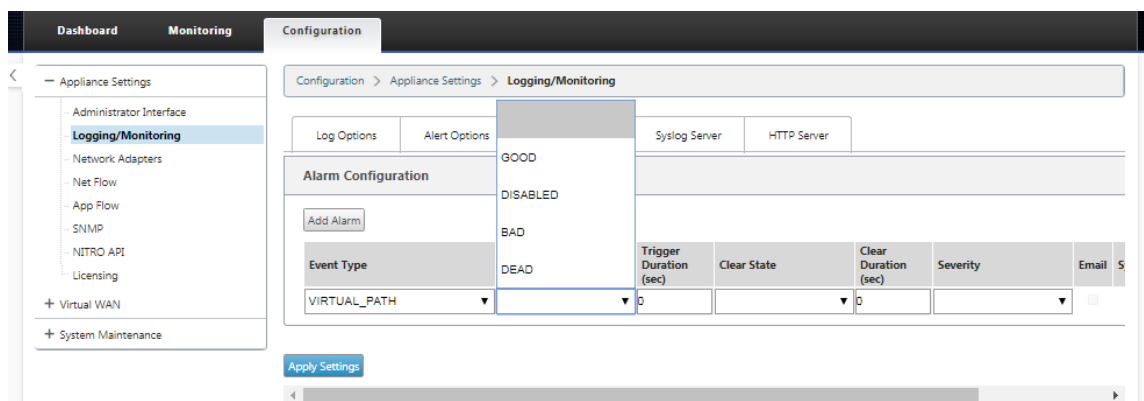 Dashboard Monitoring Configuration
− Appliance Settings
Administrator Interface
Logging/Monitoring
Network Adapters
Net Flow
App Flow
SNMP
NITRO API
Licensing
+ Virtual WAN
+ System Maintenance
Configuration > Appliance Settings > Logging/Monitoring
Log Options Alert Options Syslog Server HTTP Server
GOOD
DISABLED
BAD
DEAD
Alarm Configuration
Add Alarm
Event Type Trigger Duration (sec) Clear State Clear Duration (sec) Severity Email
VIRTUAL_PATH 0 0
Apply Settings